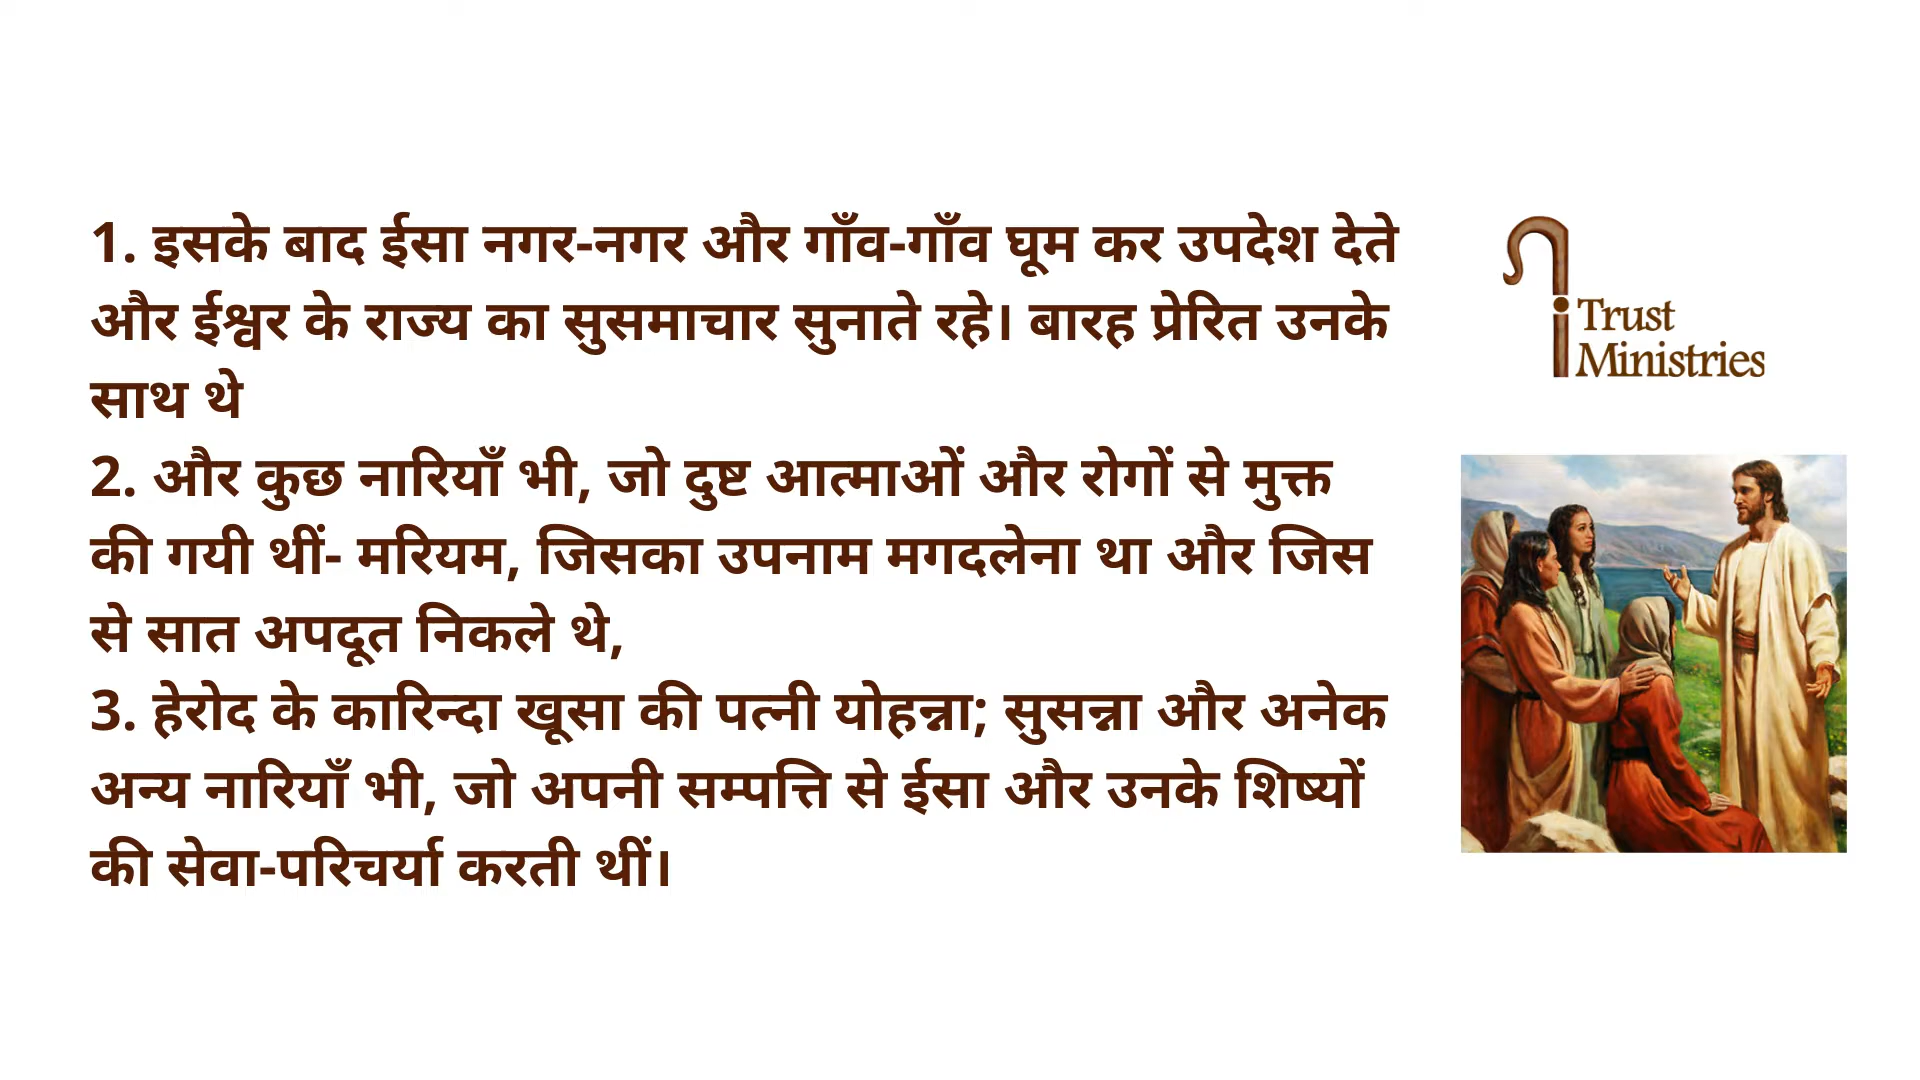 1. इसके बाद ईसा नगर-नगर और गाँव-गाँव घूम कर उपदेश देते
और ईश्वर के राज्य का सुसमाचार सुनाते रहे। बारह प्रेरित उनके
साथ थे
2. और कुछ नारियाँ भी, जो दुष्ट आत्माओं और रोगों से मुक्त
की गयी थीं- मरियम, जिसका उपनाम मगदलेना था और जिस
से सात अपदूत निकले थे,
3. हेरोद के कारिन्दा खूसा की पत्नी योहन्ना; सुसन्ना और अनेक
अन्य नारियाँ भी, जो अपनी सम्पत्ति से ईसा और उनके शिष्यों
की सेवा-परिचर्या करती थीं।
i Trust
Ministries